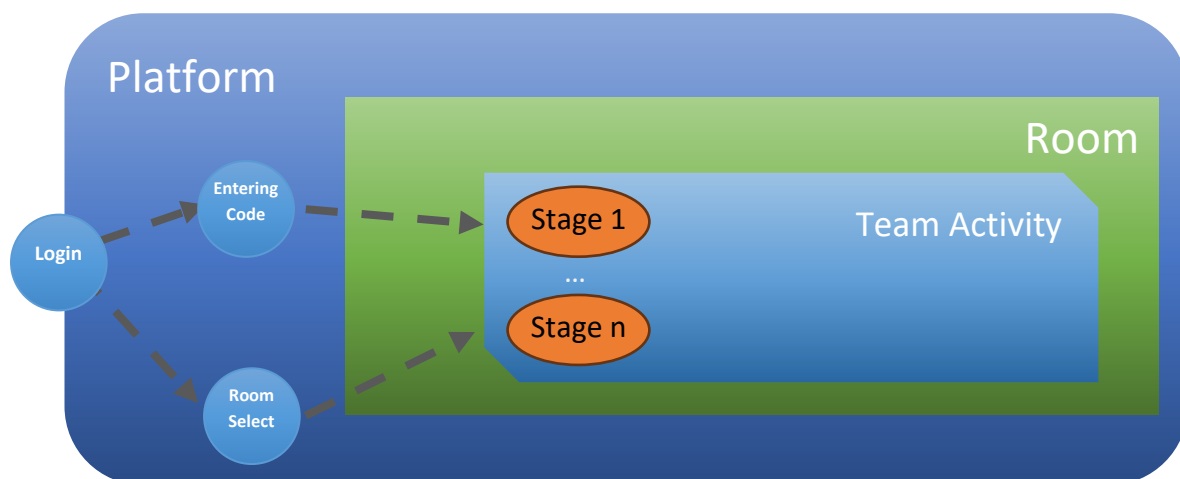 Platform
Room
Entering
Code
Login
Stage 1
Team Activity
...
Stage n
Room
Select